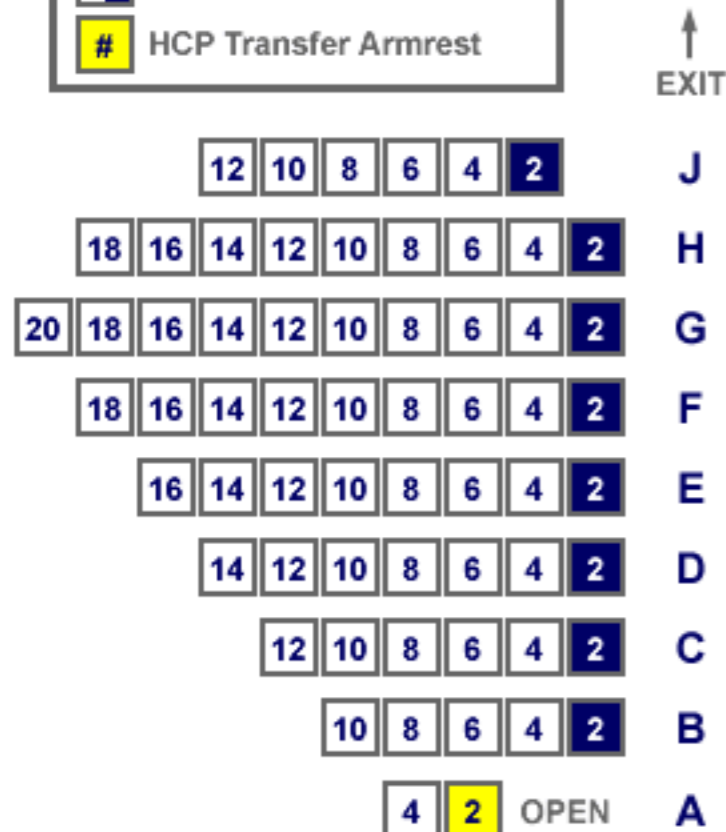 # HCP Transfer Armrest
EXIT
12 10 8 6 4 2 J
18 16 14 12 10 8 6 4 2 H
20 18 16 14 12 10 8 6 4 2 G
18 16 14 12 10 8 6 4 2 F
16 14 12 10 8 6 4 2 E
14 12 10 8 6 4 2 D
12 10 8 6 4 2 C
10 8 6 4 2 B
4 2 OPEN A